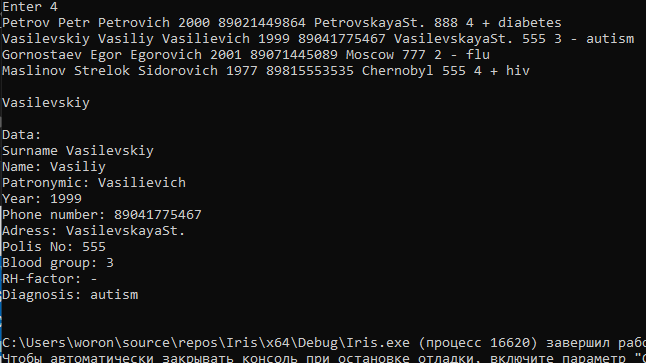 Enter 4
Petrov Petr Petrovich 2000 89021449864 PetrovskayaSt. 888 4 + diabetes
Vasilevskiy Vasiliy Vasilievich 1999 89041775467 VasilevskayaSt. 555 3 - autism
Gornostaev Egor Egorovich 2001 89071445089 Moscow 777 2 - flu
Maslinov Strelok Sidorovich 1977 89815553535 Chernobyl 555 4 + hiv
Vasilevskiy
Data:
Surname Vasilevskiy
Name: Vasiliy
Patronymic: Vasilievich
Year: 1999
Phone number: 89041775467
Adress: VasilevskayaSt.
Polis No: 555
Blood group: 3
RH-factor: -
Diagnosis: autism
C:\Users\woron\source\repos\Iris\x64\Debug\Iris.exe (процесс 16620) завершил рабо
Чтобы автоматически закрывать консоль при остановке отладки, включите параметр "